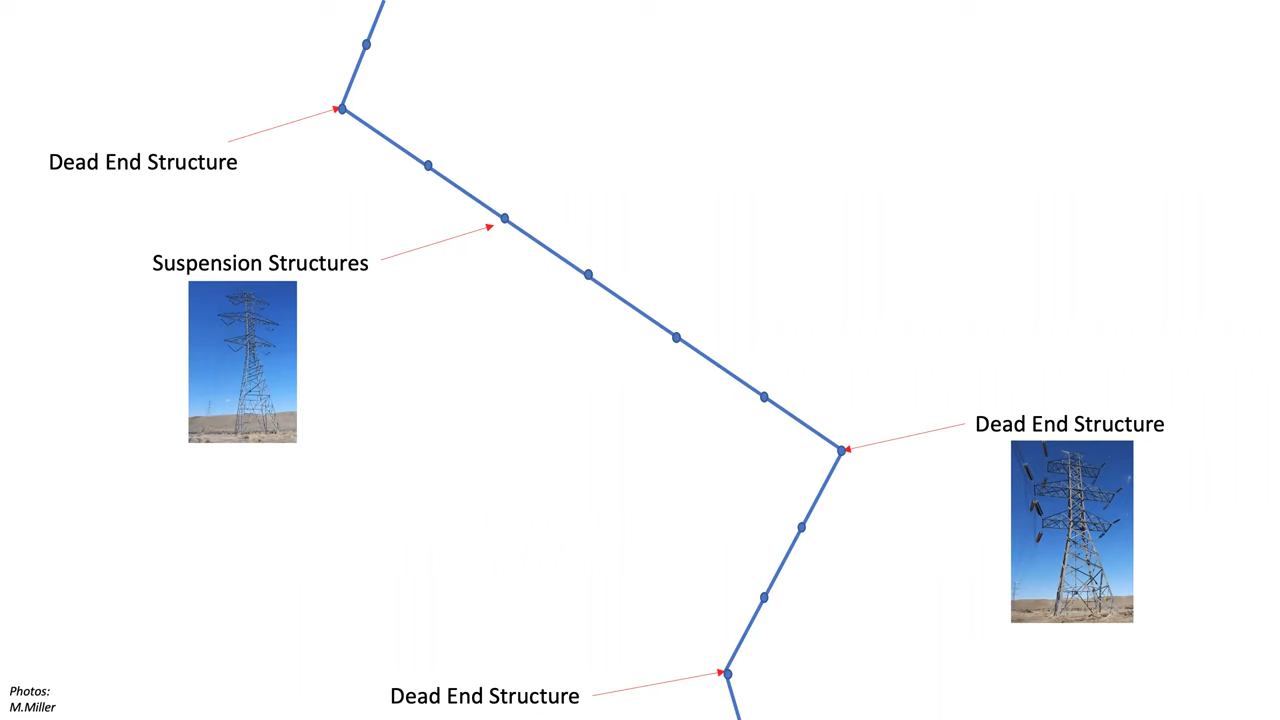 Dead End Structure
Suspension Structures
Dead End Structure
Dead End Structure
Photos:
M.Miller